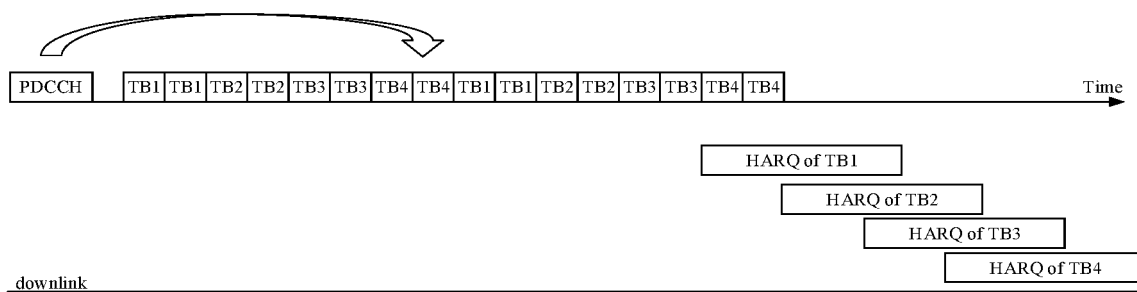 PDCCH TB1 TB1 TB2 TB2 TB3 TB3 TB4 TB4 TB1 TB1 TB2 TB2 TB3 TB3 TB4 TB4 Time
HARQ of TB1
HARQ of TB2
HARQ of TB3
HARQ of TB4
downlink